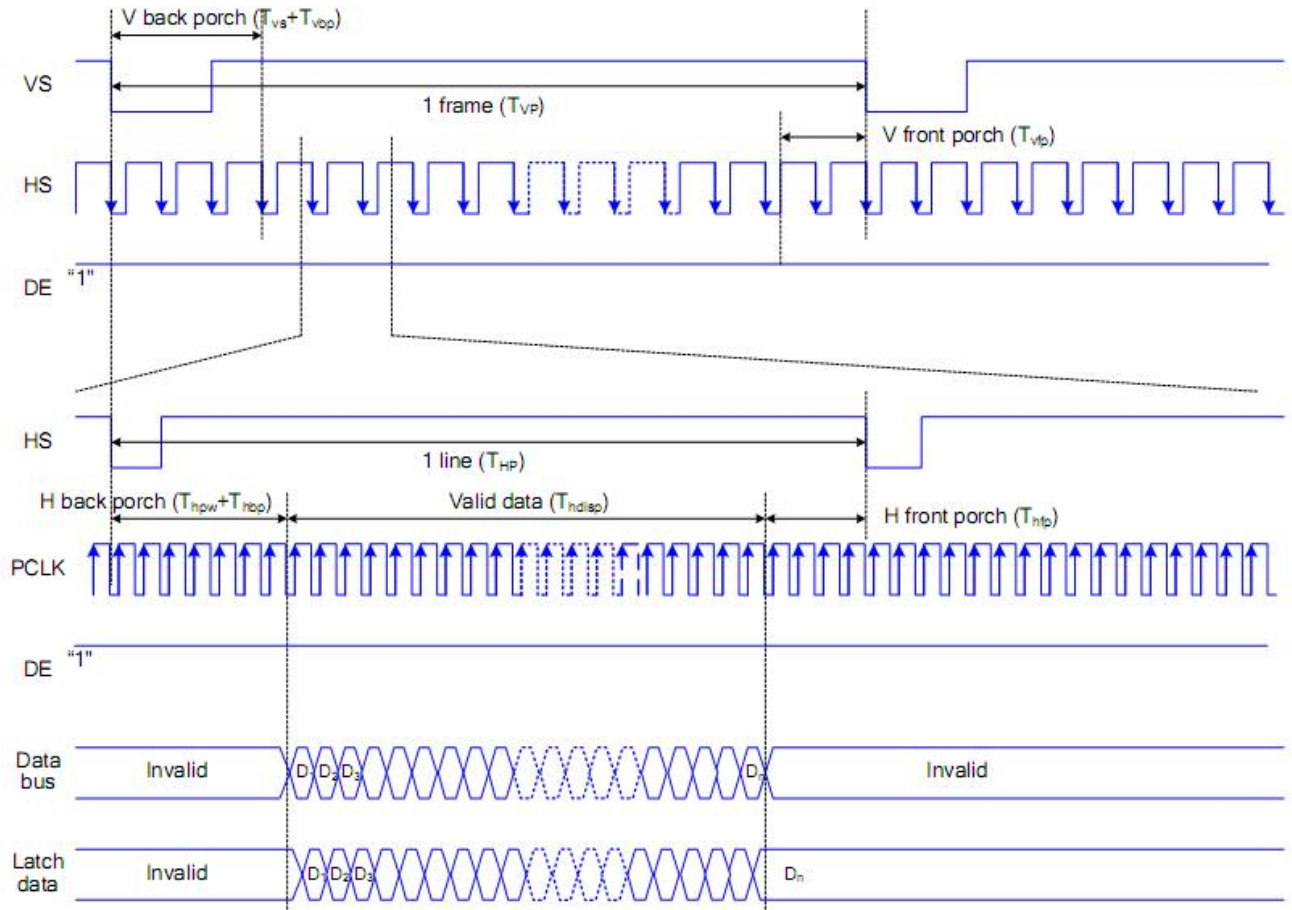 V back porch (Tvs+Tvbp)
VS
1 frame (TVP)
V front porch (Tvfp)
HS
DE "1"
HS
1 line (THP)
H back porch (Thpw+Thbp)
Valid data (Thdisp)
H front porch (Thfp)
PCLK
DE "1"
Data bus
Invalid
D1 D2 D3
Dn
Invalid
Latch data
Invalid
D1 D2 D3
Dn